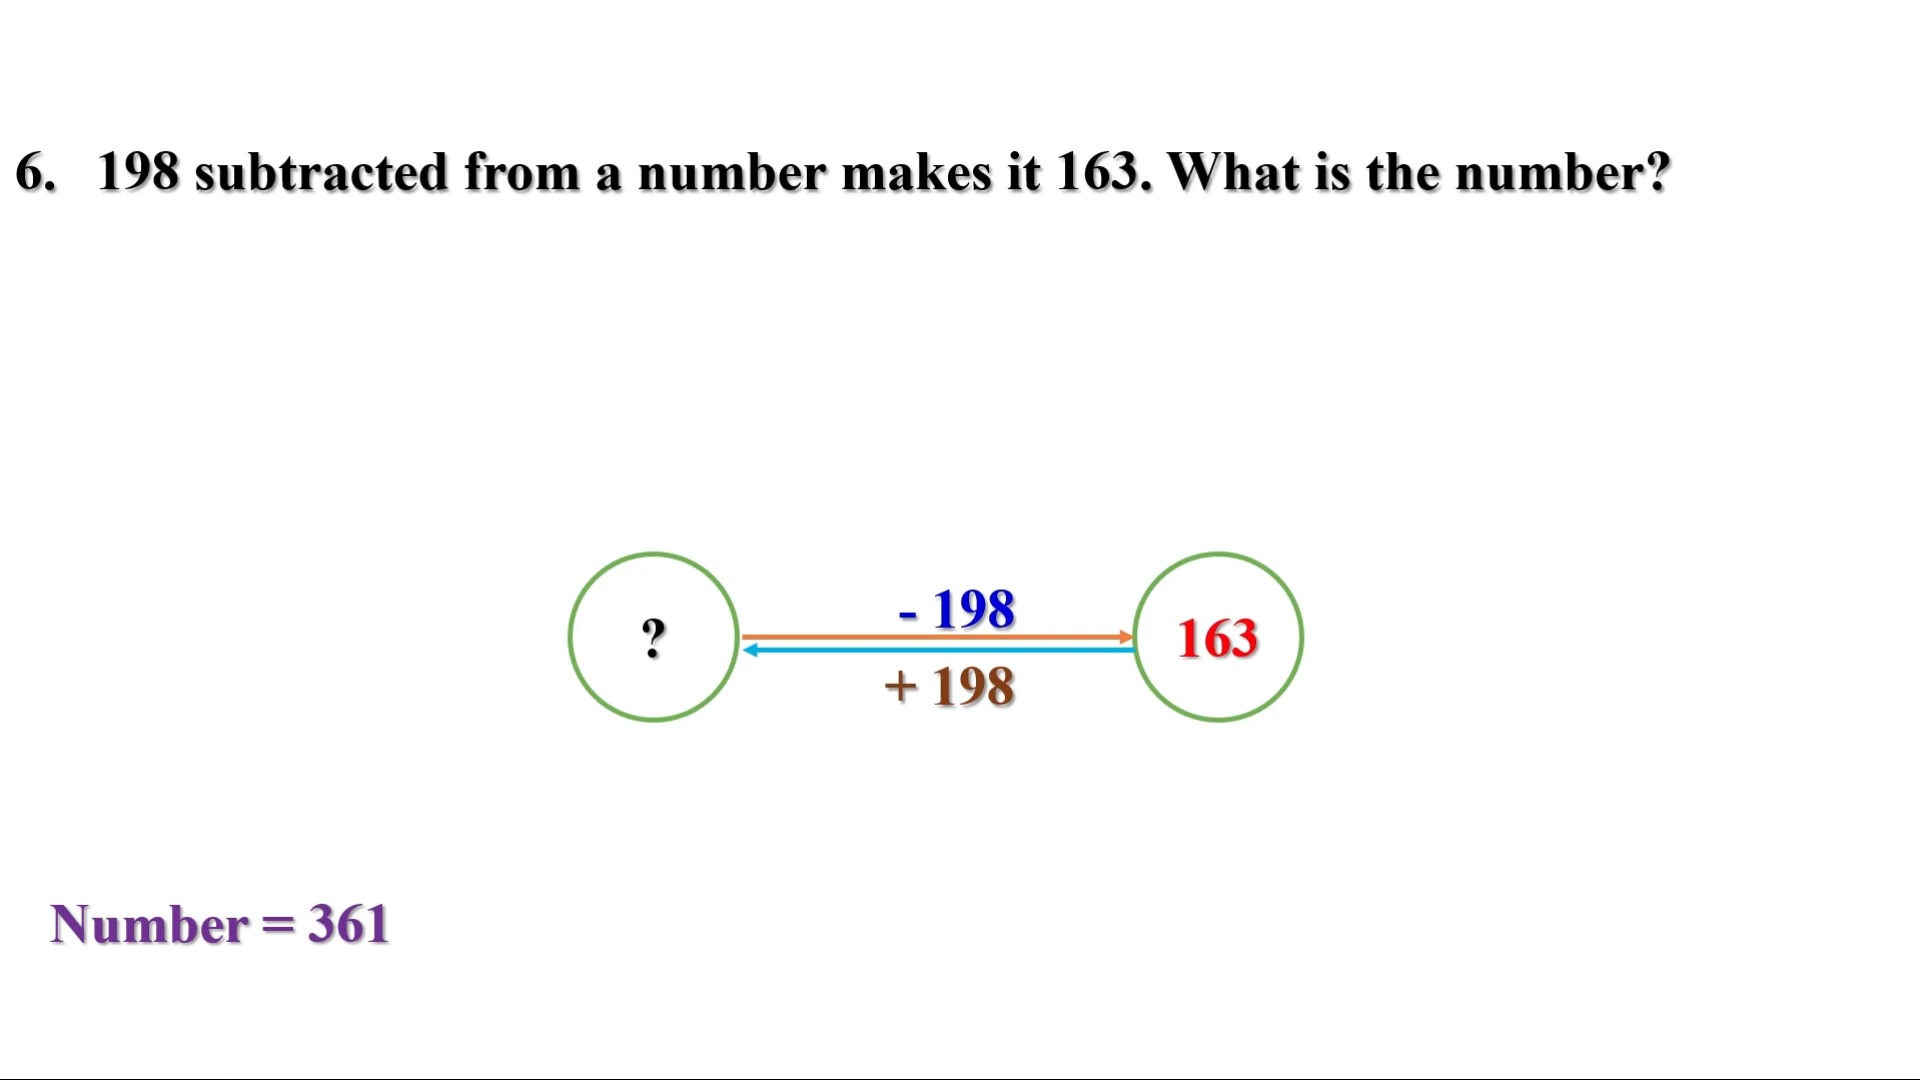 6. 198 subtracted from a number makes it 163. What is the number?
- 198
? 163
+ 198
Number = 361